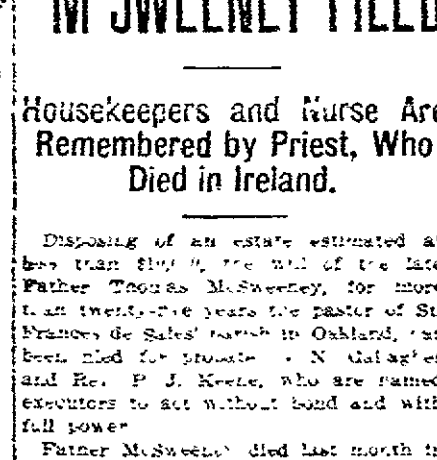 M'SWEENEY FILED
Housekeepers and Nurse Are
Remembered by Priest, Who
Died in Ireland.
Disposing of an estate estimated at
less than the will of the late
Father Thomas McSweeney, for more
than twenty-five years the pastor of St.
Frances de Sales' parish in Oakland, has
been filed for probate. N Gallagher
and Rev. P J. Keene, who are named
executors to act without bond and with
full power
Father McSweeney died last month in